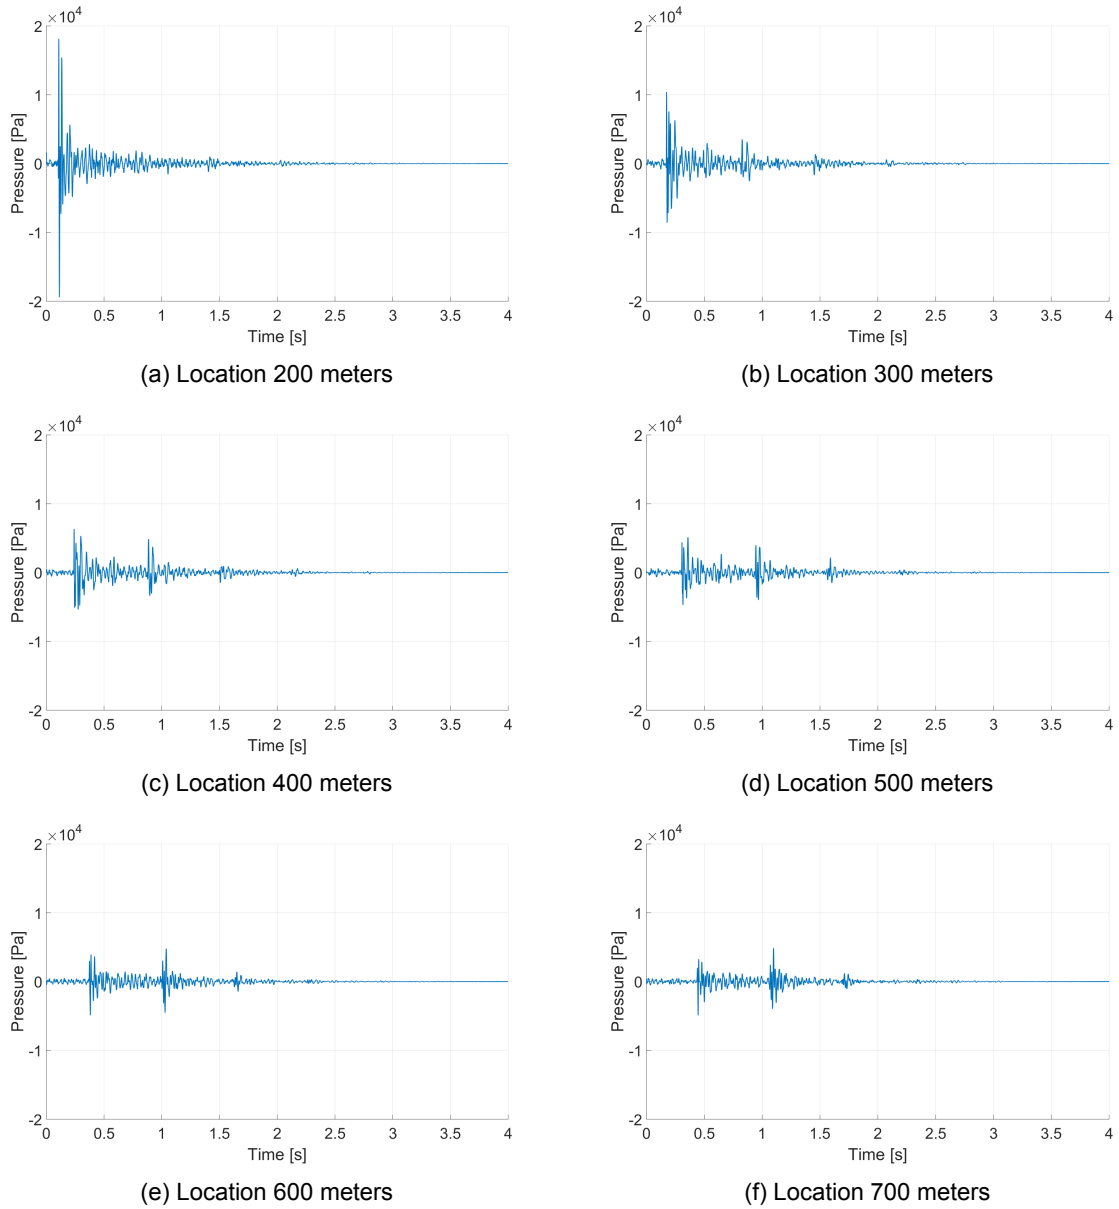 ×10⁴
2
1
0
-1
-2
Pressure [Pa]
0 0.5 1 1.5 2 2.5 3 3.5 4
Time [s]
(a) Location 200 meters
×10⁴
2
1
0
-1
-2
Pressure [Pa]
0 0.5 1 1.5 2 2.5 3 3.5 4
Time [s]
(b) Location 300 meters
×10⁴
2
1
0
-1
-2
Pressure [Pa]
0 0.5 1 1.5 2 2.5 3 3.5 4
Time [s]
(c) Location 400 meters
×10⁴
2
1
0
-1
-2
Pressure [Pa]
0 0.5 1 1.5 2 2.5 3 3.5 4
Time [s]
(d) Location 500 meters
×10⁴
2
1
0
-1
-2
Pressure [Pa]
0 0.5 1 1.5 2 2.5 3 3.5 4
Time [s]
(e) Location 600 meters
×10⁴
2
1
0
-1
-2
Pressure [Pa]
0 0.5 1 1.5 2 2.5 3 3.5 4
Time [s]
(f) Location 700 meters